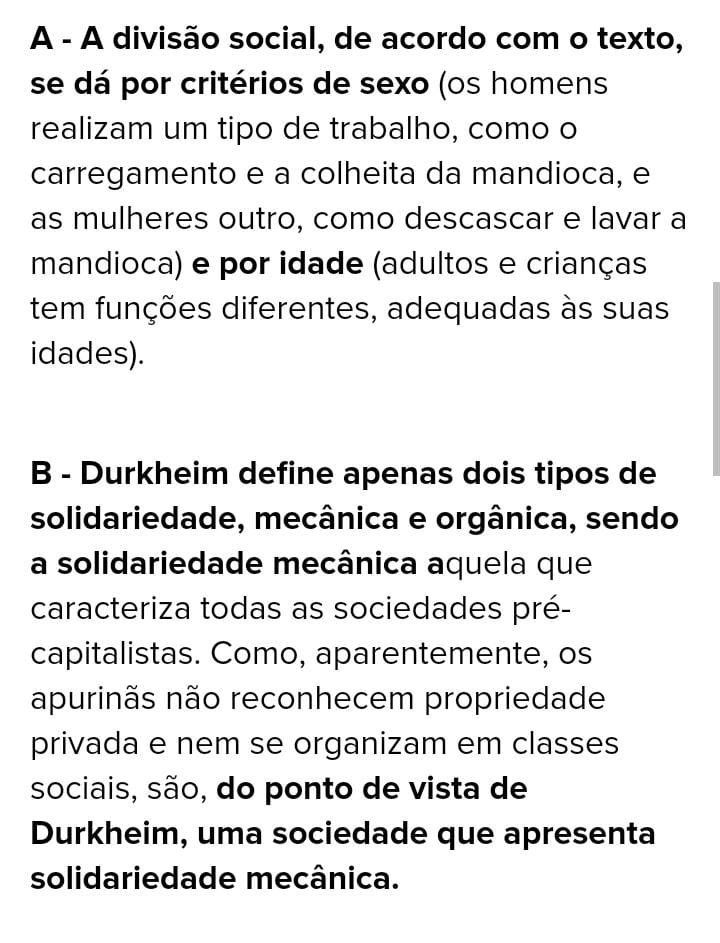 A - A divisão social, de acordo com o texto,
se dá por critérios de sexo (os homens
realizam um tipo de trabalho, como o
carregamento e a colheita da mandioca, e
as mulheres outro, como descascar e lavar a
mandioca) e por idade (adultos e crianças
tem funções diferentes, adequadas às suas
idades).
B - Durkheim define apenas dois tipos de
solidariedade, mecânica e orgânica, sendo
a solidariedade mecânica aquela que
caracteriza todas as sociedades pré-
capitalistas. Como, aparentemente, os
apurinãs não reconhecem propriedade
privada e nem se organizam em classes
sociais, são, do ponto de vista de
Durkheim, uma sociedade que apresenta
solidariedade mecânica.